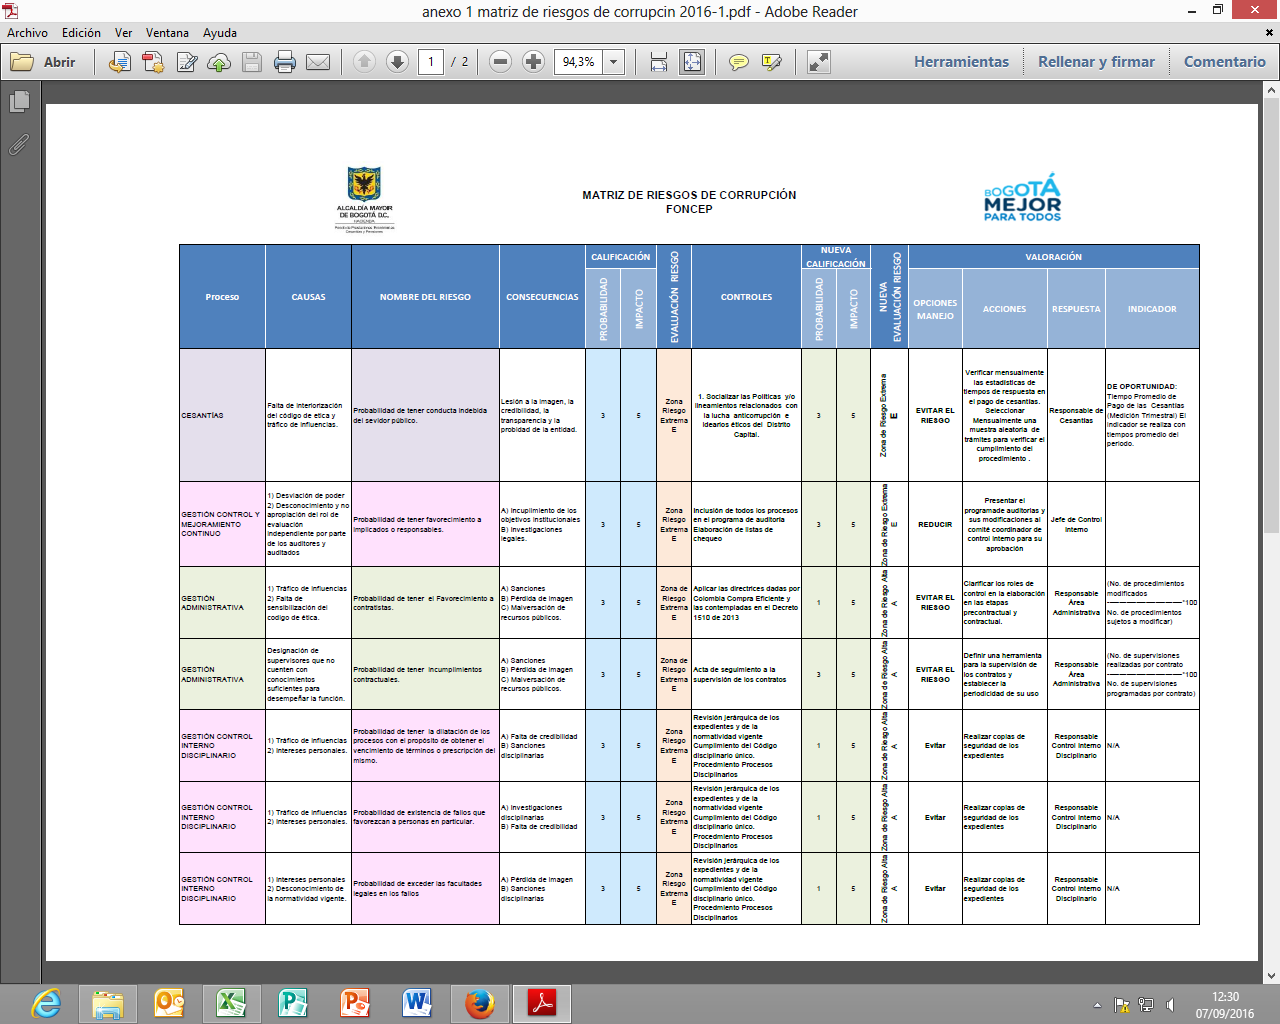 anexo 1 matriz de riesgos de corrupcin 2016-1.pdf - Adobe Reader
Archivo Edición Ver Ventana Ayuda
Abrir 1 / 2 94,3% Herramientas Rellenar y firmar Comentario
ALCALDÍA MAYOR
DE BOGOTÁ D.C.
HACIENDA
MATRIZ DE RIESGOS DE CORRUPCIÓN
FONCEP
BOGOTÁ
MEJOR
PARA TODOS
Proceso
CAUSAS
NOMBRE DEL RIESGO
CONSECUENCIAS
CALIFICACIÓN
PROBABILIDAD
IMPACTO
EVALUACIÓN RIESGO
CONTROLES
NUEVA
CALIFICACIÓN
PROBABILIDAD
IMPACTO
NUEVA
EVALUACIÓN RIESGO
VALORACIÓN
OPCIONES
MANEJO
ACCIONES
RESPUESTA
INDICADOR
CESANTÍAS
Falta de interiorización
del código de etica y
tráfico de influencias.
Probabilidad de tener conducta indebida
del sevidor público.
Lesión a la imagen, la
credibilidad, la
transparencia y la
probidad de la entidad.
3
5
Zona
Riesgo
Extrema
E
1. Socializar las Políticas y/o
lineamientos relacionados con
la lucha anticorrupción e
idearios éticos del Distrito
Capital.
3
5
Zona de Riesgo Extrema
E
EVITAR EL
RIESGO
Verificar mensualmente
las estadisticas de
tiempos de respuesta en
el pago de cesantías.
Seleccionar
Mensualmente una
muestra aleatoria de
trámites para verificar el
cumplimiento del
procedimiento .
Responsable de
Cesantías
DE OPORTUNIDAD:
Tiempo Promedio de
Pago de las Cesantías
(Medición Trimestral) El
indicador se realiza con
tiempos promedio del
periodo.
GESTIÓN CONTROL Y
MEJORAMIENTO
CONTINUO
1) Desviación de poder
2) Desconocimiento y no
apropiación del rol de
evaluación
independiente por parte
de los auditores y
auditados
Probabilidad de tener favorecimiento a
implicados o responsables.
A) Incuplimiento de los
objetivos institucionales
B) Investigaciones
legales.
3
5
Zona
Riesgo
Extrema
E
Inclusión de todos los procesos
en el programa de auditoria
Elaboración de listas de
chequeo
3
5
Zona de Riesgo Extrema
E
REDUCIR
Presentar el
programade auditorias y
sus modificaciones al
comité coordinador de
control interno para su
aprobación
Jefe de Control
Interno
GESTIÓN
ADMINISTRATIVA
1) Tráfico de influencias
2) Falta de
sensibilización del
codigo de ética.
Probabilidad de tener el Favorecimiento a
contratistas.
A) Sanciones
B) Pérdida de imagen
C) Malversación de
recursos públicos.
3
5
Zona de
Riesgo
Extrema
E
Aplicar las directrices dadas por
Colombia Compra Eficiente y
las contempladas en el Decreto
1510 de 2013
1
5
Zona de Riesgo Alta
A
EVITAR EL
RIESGO
Clarificar los roles de
control en la elaboración
en las etapas
precontractual y
contractual.
Responsable
Área
Administrativa
(No. de procedimientos
modificados
----------------------------*100
No. de procedimientos
sujetos a modificar)
GESTIÓN
ADMINISTRATIVA
Designación de
supervisores que no
cuenten con
conocimientos
suficientes para
desempeñar la función.
Probabilidad de tener incumplimientos
contractuales.
A) Sanciones
B) Pérdida de imagen
C) Malversación de
recursos públicos.
3
5
Zona de
Riesgo
Extrema
E
Acta de seguimiento a la
supervisión de los contratos
3
5
Zona de Riesgo Alta
A
EVITAR EL
RIESGO
Definir una herramienta
para la supervisión de
los contratos y
establecer la
periodicidad de su uso
Responsable
Área
Administrativa
(No. de supervisiones
realizadas por contrato
----------------------------*100
No. de supervisiones
programadas por contrato)
GESTIÓN CONTROL
INTERNO
DISCIPLINARIO
1) Tráfico de influencias
2) Intereses personales.
Probabilidad de tener la dilatación de los
procesos con el propósito de obtener el
vencimiento de términos o prescripción del
mismo.
A) Falta de credibilidad
B) Sanciones
disciplinarias
3
5
Zona
Riesgo
Extrema
E
Revisión jerárquica de los
expedientes y de la
normatividad vigente
Cumplimiento del Código
disciplinario único.
Procedmiento Procesos
Disciplinarios
1
5
Zona de Riesgo Alta
A
Evitar
Realizar copias de
seguridad de los
expedientes
Responsable
Control Interno
Disciplinario
N/A
GESTIÓN CONTROL
INTERNO
DISCIPLINARIO
1) Tráfico de influencias
2) Intereses personales.
Probabilidad de existencia de fallos que
favorezcan a personas en particular.
A) Investigaciones
disciplinarias
B) Falta de credibilidad
3
5
Zona
Riesgo
Extrema
E
Revisión jerárquica de los
expedientes y de la
normatividad vigente
Cumplimiento del Código
disciplinario único.
Procedmiento Procesos
Disciplinarios
1
5
Zona de Riesgo Alta
A
Evitar
Realizar copias de
seguridad de los
expedientes
Responsable
Control Interno
Disciplinario
N/A
GESTIÓN CONTROL
INTERNO
DISCIPLINARIO
1) Intereses personales
2) Desconocimiento de
la normatividad vigente.
Probabilidad de exceder las facultades
legales en los fallos
A) Pérdida de imagen
B) Sanciones
disciplinarias
3
5
Zona
Riesgo
Extrema
E
Revisión jerárquica de los
expedientes y de la
normatividad vigente
Cumplimiento del Código
disciplinario único.
Procedmiento Procesos
Disciplinarios
1
5
Zona de Riesgo Alta
A
Evitar
Realizar copias de
seguridad de los
expedientes
Responsable
Control Interno
Disciplinario
N/A
12:30
07/09/2016